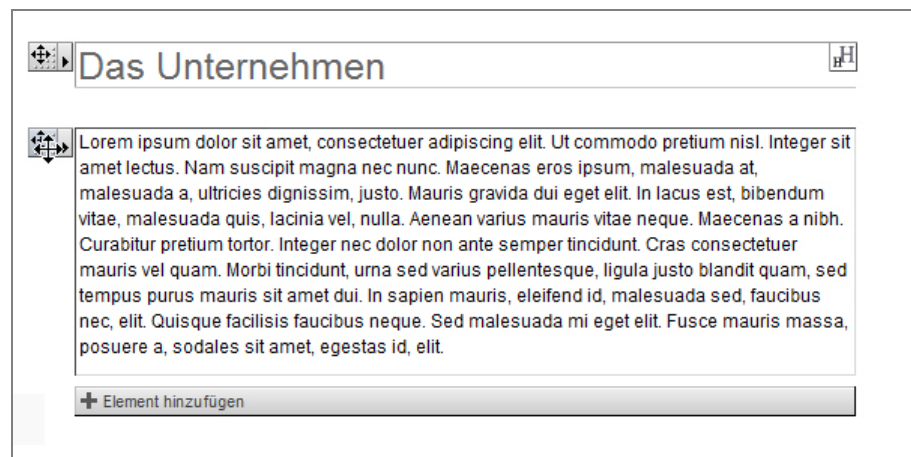 Das Unternehmen
HH
Lorem ipsum dolor sit amet, consectetuer adipiscing elit. Ut commodo pretium nisl. Integer sit
amet lectus. Nam suscipit magna nec nunc. Maecenas eros ipsum, malesuada at,
malesuada a, ultricies dignissim, justo. Mauris gravida dui eget elit. In lacus est, bibendum
vitae, malesuada quis, lacinia vel, nulla. Aenean varius mauris vitae neque. Maecenas a nibh.
Curabitur pretium tortor. Integer nec dolor non ante semper tincidunt. Cras consectetuer
mauris vel quam. Morbi tincidunt, urna sed varius pellentesque, ligula justo blandit quam, sed
tempus purus mauris sit amet dui. In sapien mauris, eleifend id, malesuada sed, faucibus
nec, elit. Quisque facilisis faucibus neque. Sed malesuada mi eget elit. Fusce mauris massa,
posuere a, sodales sit amet, egestas id, elit.
Element hinzufügen